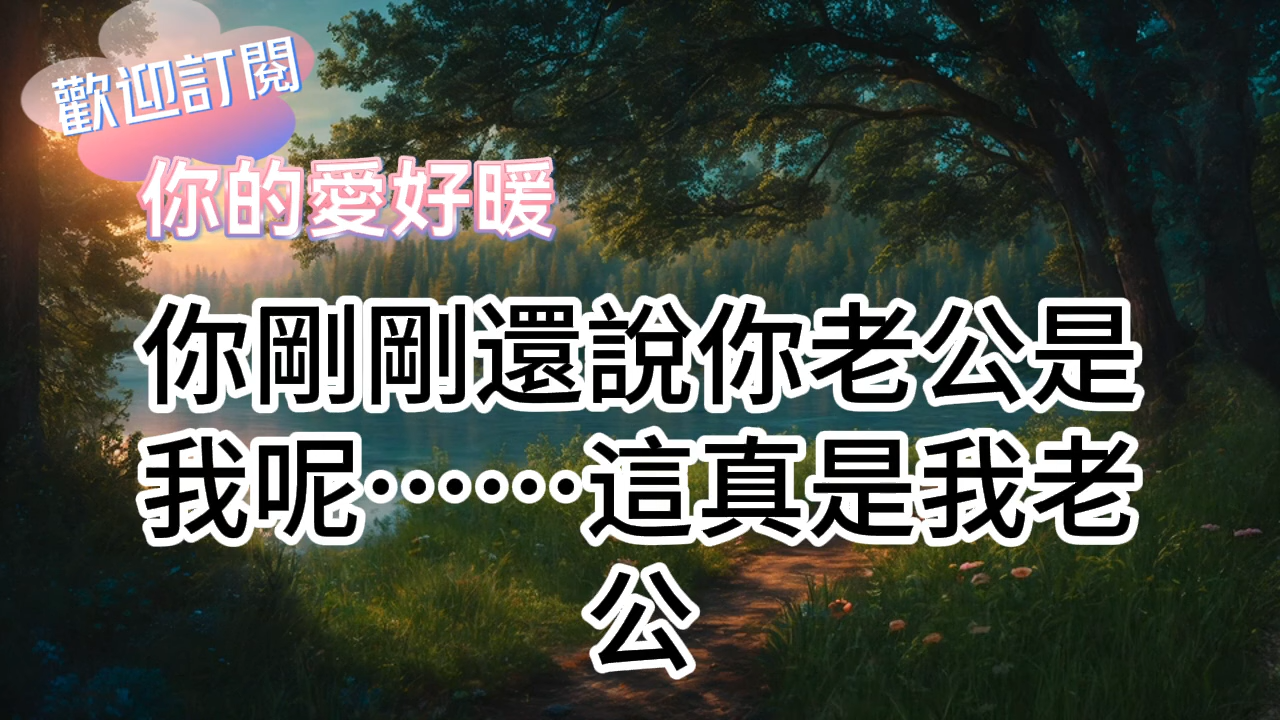 歡迎訂閱
你的愛好暖
你剛剛還說你老公是
我呢⋯⋯這真是我老
公